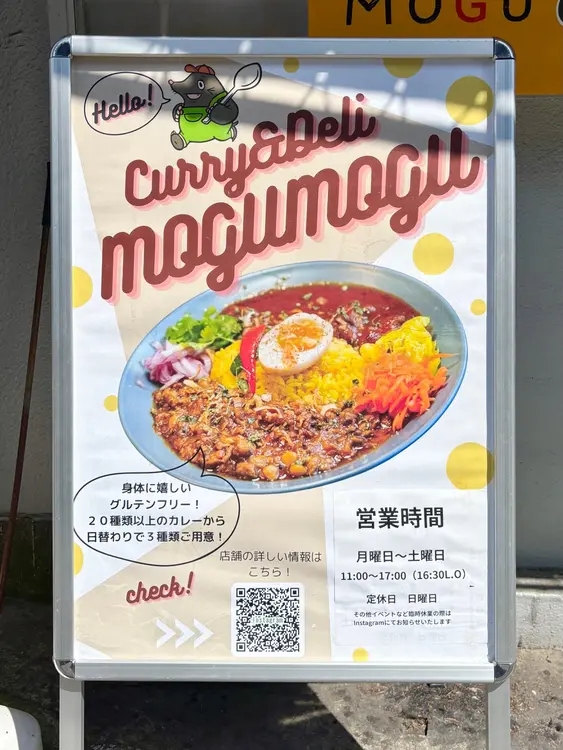 MOGU
Hello!
Curry&Deli
mogumogu
身体に嬉しい
グルテンフリー！
２０種類以上のカレーから
日替わりで３種類ご用意！
店舗の詳しい情報は
こちら！
check!
Instagram
営業時間
月曜日〜土曜日
11:00〜17:00（16:30L.O）
定休日　日曜日
その他イベントなど臨時休業の際は
Instagramにてお知らせいたします